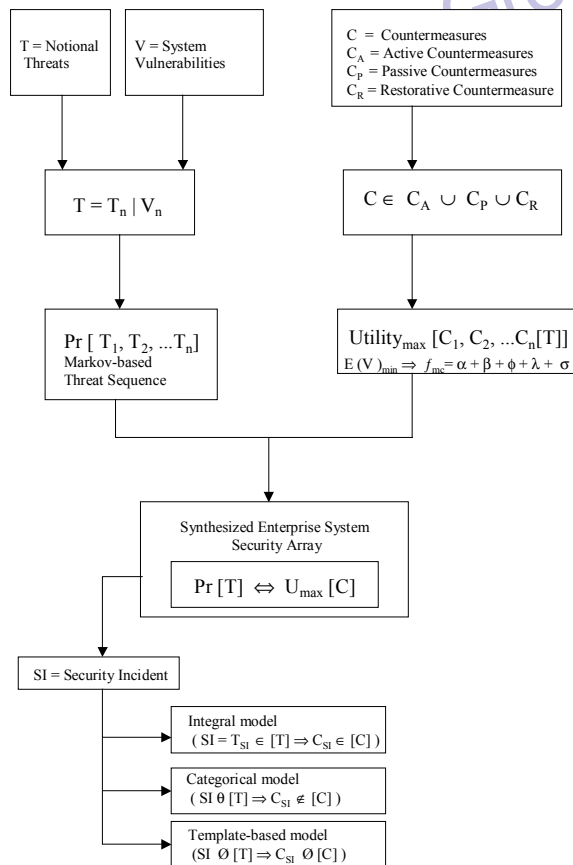 T = Notional
Threats
V = System
Vulnerabilities
C = Countermeasures
C_A = Active Countermeasures
C_P = Passive Countermeasures
C_R = Restorative Countermeasure
T = T_n | V_n
C ∈ C_A ∪ C_P ∪ C_R
Pr [ T_1, T_2, ...T_n]
Markov-based
Threat Sequence
Utility_max [C_1, C_2, ...C_n[T]]
E (V)_min ⇒ f_mc = α + β + ϕ + λ + σ
Synthesized Enterprise System
Security Array
Pr [T] ⇔ U_max [C]
SI = Security Incident
Integral model
( SI = T_SI ∈ [T] ⇒ C_SI ∈ [C] )
Categorical model
( SI θ [T] ⇒ C_SI ∉ [C] )
Template-based model
(SI Ø [T] ⇒ C_SI Ø [C] )